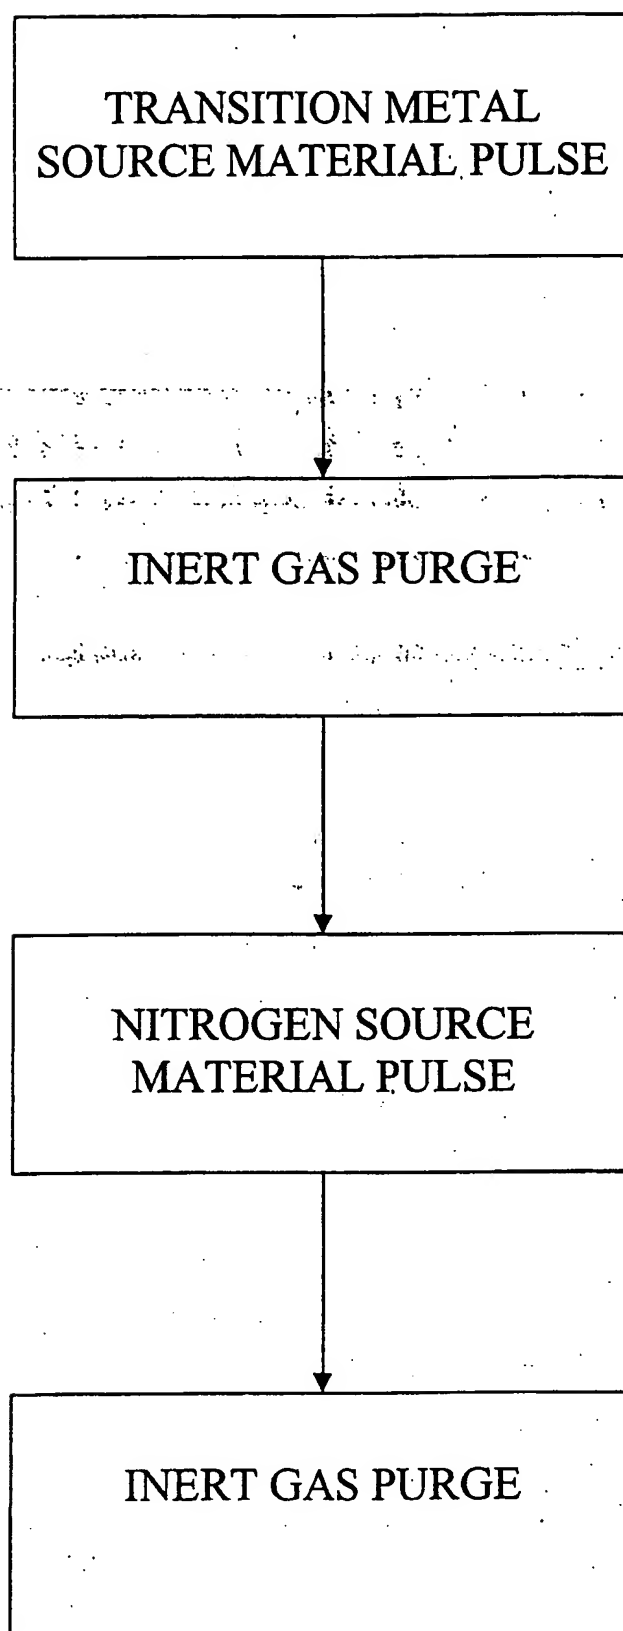 TRANSITION METAL
SOURCE MATERIAL PULSE
INERT GAS PURGE
NITROGEN SOURCE
MATERIAL PULSE
INERT GAS PURGE